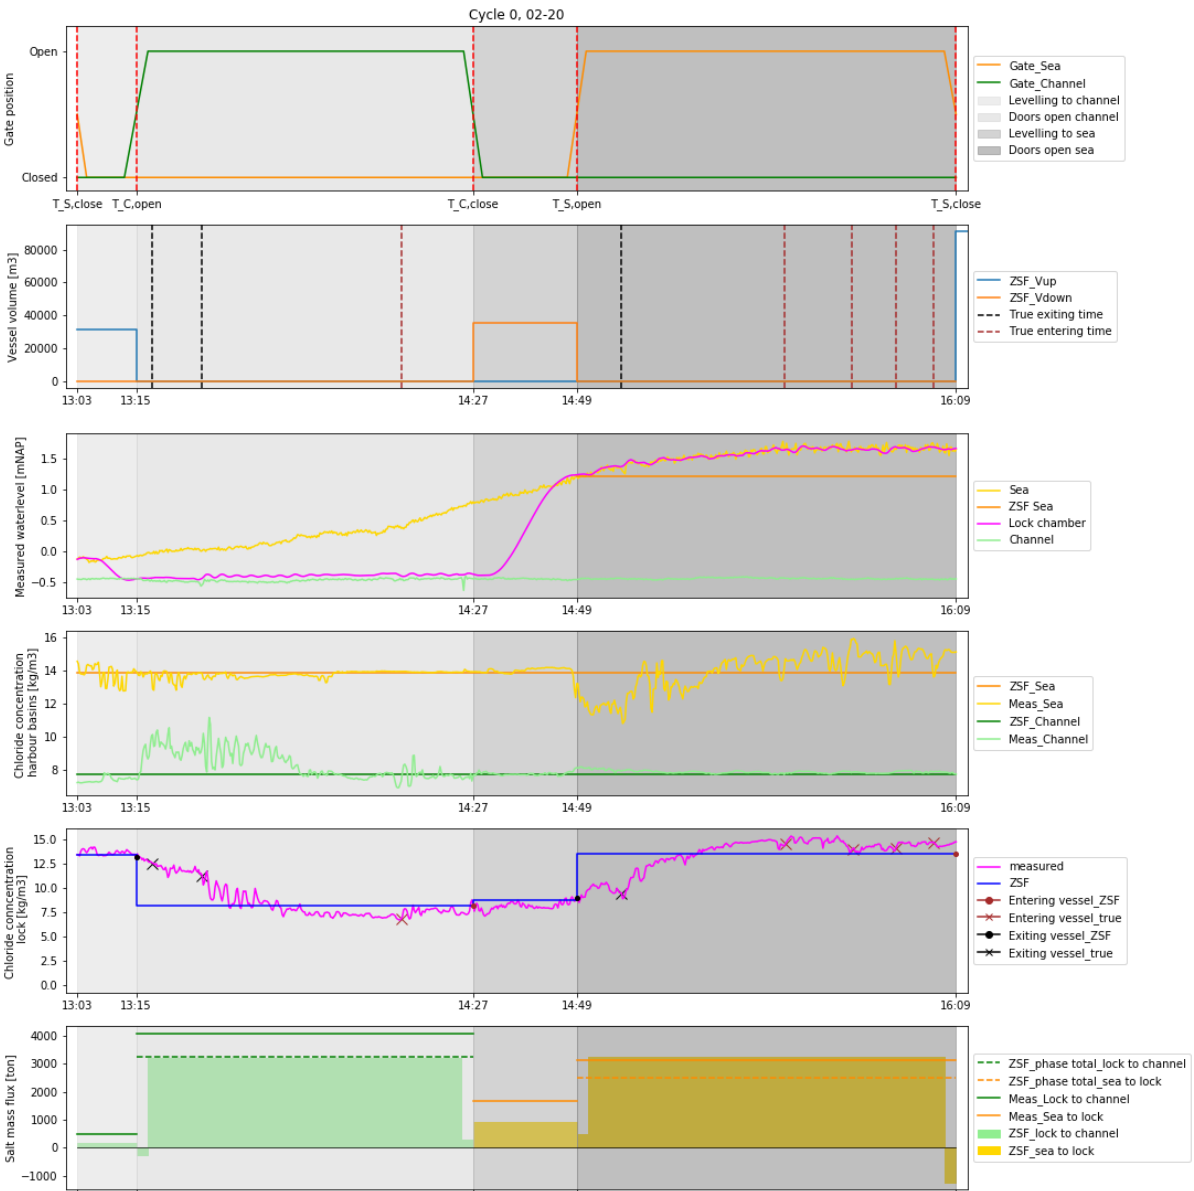 Cycle 0, 02-20
Gate position
Open
Closed
T_S,close
T_C,open
T_C,close
T_S,open
T_S,close
Gate_Sea
Gate_Channel
Levelling to channel
Doors open channel
Levelling to sea
Doors open sea
Vessel volume [m3]
80000
60000
40000
20000
0
13:03
13:15
14:27
14:49
16:09
ZSF_Vup
ZSF_Vdown
True exiting time
True entering time
Measured waterlevel [mNAP]
1.5
1.0
0.5
0.0
−0.5
13:03
13:15
14:27
14:49
16:09
Sea
ZSF Sea
Lock chamber
Channel
Chloride concentration
harbour basins [kg/m3]
16
14
12
10
8
13:03
13:15
14:27
14:49
16:09
ZSF_Sea
Meas_Sea
ZSF_Channel
Meas_Channel
Chloride conncentration
lock [kg/m3]
15.0
12.5
10.0
7.5
5.0
2.5
0.0
13:03
13:15
14:27
14:49
16:09
measured
ZSF
Entering vessel_ZSF
Entering vessel_true
Exiting vessel_ZSF
Exiting vessel_true
Salt mass flux [ton]
4000
3000
2000
1000
0
−1000
ZSF_phase total_lock to channel
ZSF_phase total_sea to lock
Meas_Lock to channel
Meas_Sea to lock
ZSF_lock to channel
ZSF_sea to lock